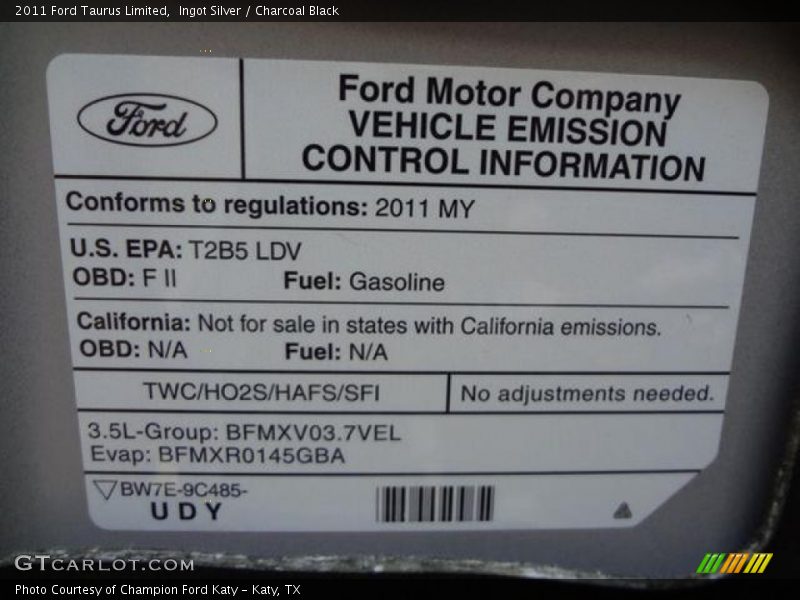 2011 Ford Taurus Limited,  Ingot Silver / Charcoal Black
Ford
Ford Motor Company
VEHICLE EMISSION
CONTROL INFORMATION
Conforms to regulations: 2011 MY
U.S. EPA: T2B5 LDV
OBD: F II Fuel: Gasoline
California: Not for sale in states with California emissions.
OBD: N/A Fuel: N/A
TWC/HO2S/HAFS/SFI
No adjustments needed.
3.5L-Group: BFMXV03.7VEL
Evap: BFMXR0145GBA
BW7E-9C485-
UDY
GTCARLOT.COM
Photo Courtesy of Champion Ford Katy – Katy, TX